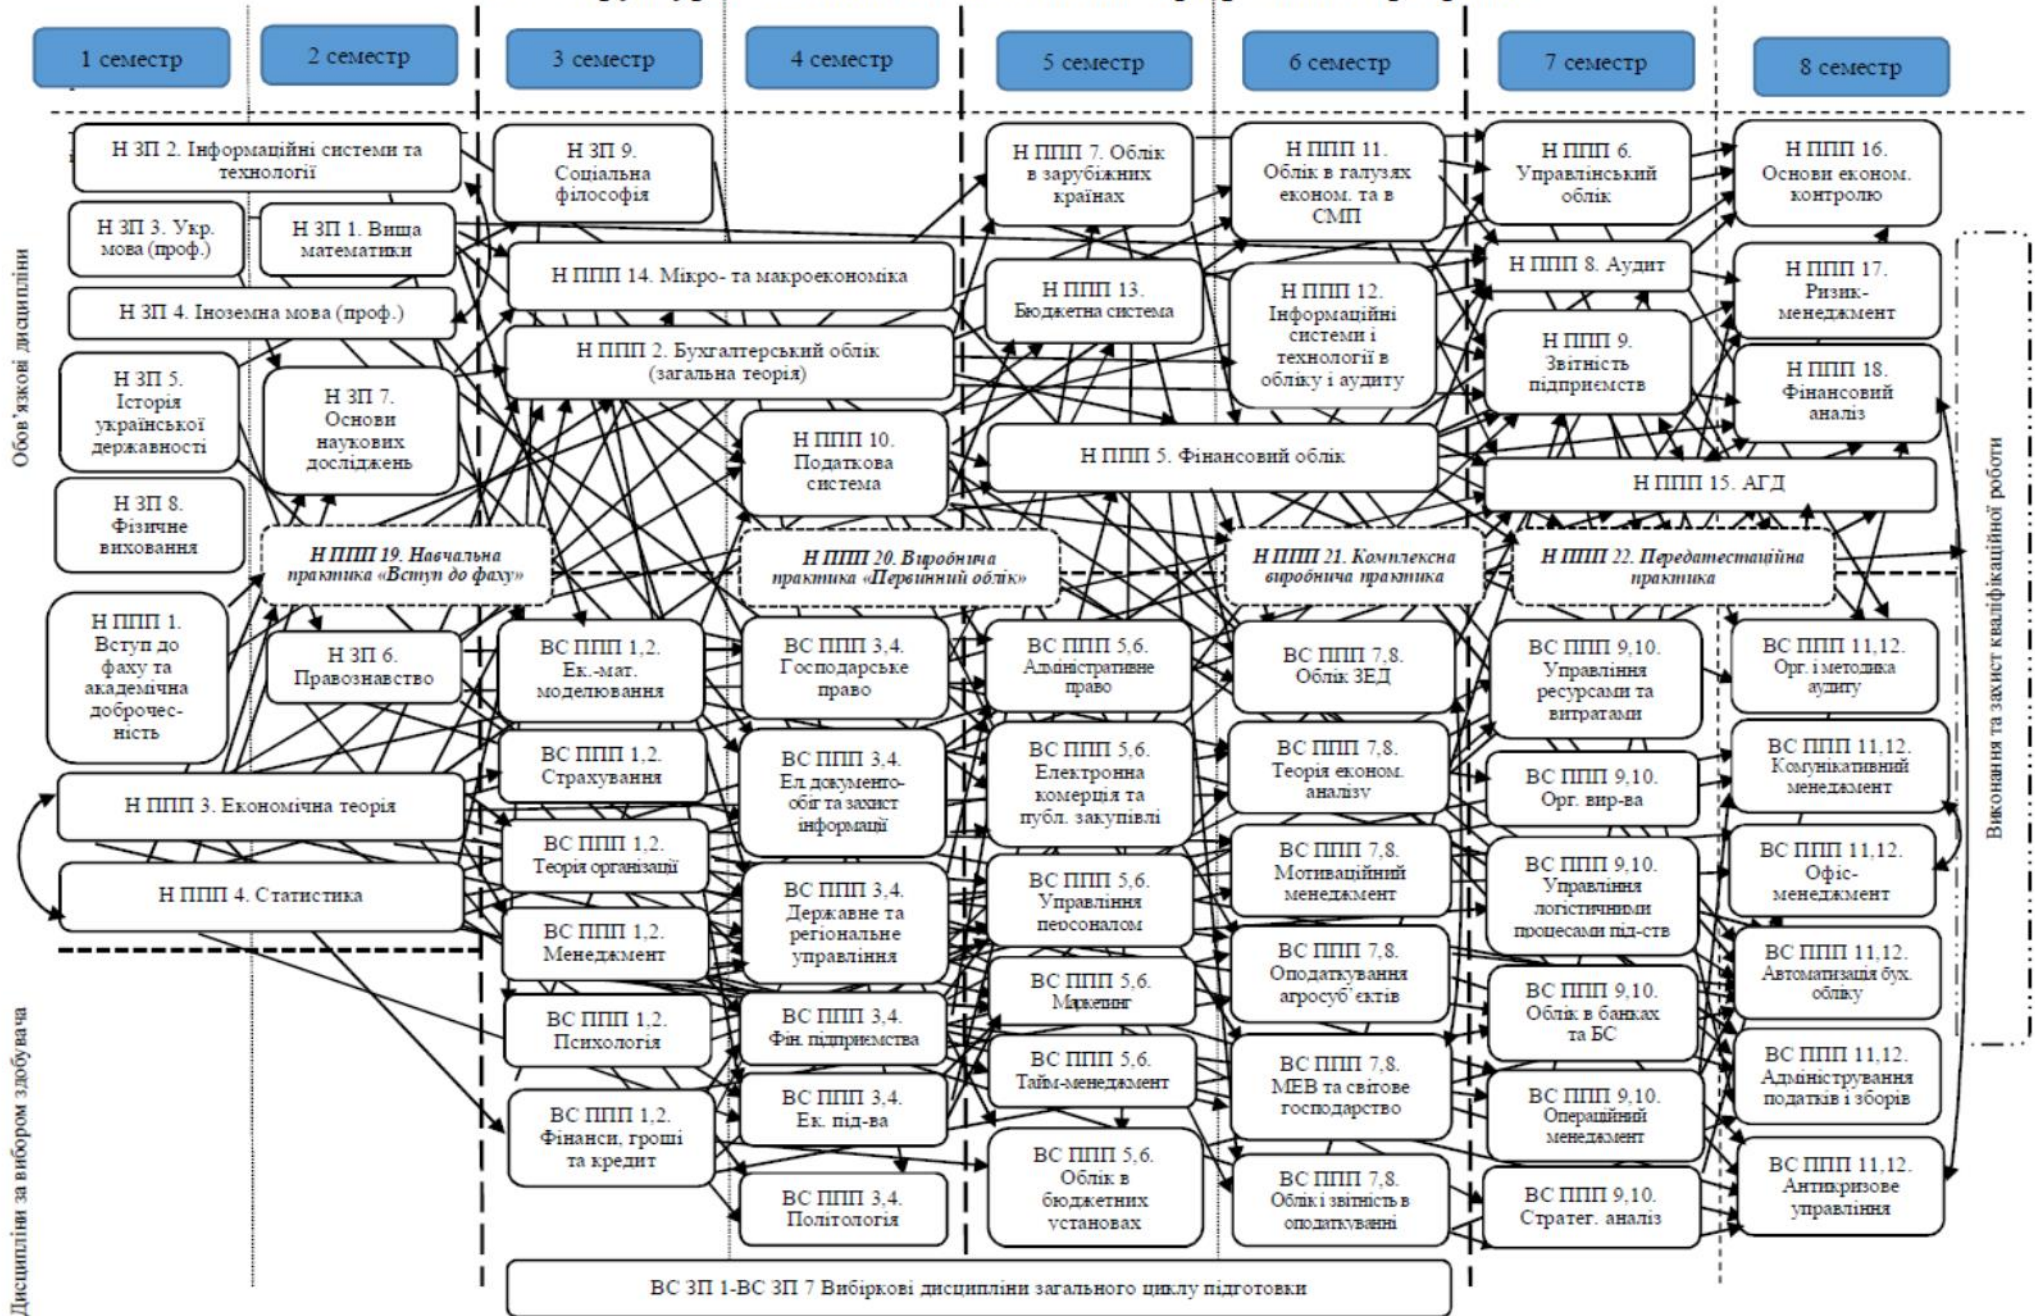 1 семестр
2 семестр
3 семестр
4 семестр
5 семестр
6 семестр
7 семестр
8 семестр
Обов’язкові дисципліни
Н ЗП 2. Інформаційні системи та
технології
Н ЗП 3. Укр.
мова (проф.)
Н ЗП 1. Вища
математики
Н ЗП 4. Іноземна мова (проф.)
Н ЗП 5.
Історія
української
державності
Н ЗП 7.
Основи
наукових
досліджень
Н ЗП 8.
Фізичне
виховання
Н ППП 19. Навчальна
практика «Вступ до фаху»
Н ППП 1.
Вступ до
фаху та
академічна
доброчес-
ність
Н ЗП 6.
Правознавство
Н ППП 3. Економічна теорія
Н ППП 4. Статистика
Н ЗП 9.
Соціальна
філософія
Н ППП 14. Мікро- та макроекономіка
Н ППП 2. Бухгалтерський облік
(загальна теорія)
Н ППП 10.
Податкова
система
Н ППП 20. Виробнича
практика «Первинний облік»
Н ППП 7. Облік
в зарубіжних
країнах
Н ППП 13.
Бюджетна система
Н ППП 11.
Облік в галузях
економ. та в
СМП
Н ППП 12.
Інформаційні
системи і
технології в
обліку і аудиту
Н ППП 5. Фінансовий облік
Н ППП 21. Комплексна
виробнича практика
Н ППП 6.
Управлінський
облік
Н ППП 8. Аудит
Н ППП 9.
Звітність
підприємств
Н ППП 16.
Основи економ.
контролю
Н ППП 17.
Ризик-
менеджмент
Н ППП 18.
Фінансовий
аналіз
Н ППП 15. АГД
Н ППП 22. Передатестаційна
практика
Виконання та захист кваліфікаційної роботи
Дисципліни за вибором здобувача
ВС ППП 1,2.
Ек.-мат.
моделювання
ВС ППП 1,2.
Страхування
ВС ППП 1,2.
Теорія організації
ВС ППП 1,2.
Менеджмент
ВС ППП 1,2.
Психологія
ВС ППП 1,2.
Фінанси, гроші
та кредит
ВС ППП 3,4.
Господарське
право
ВС ППП 3,4.
Ел. документо-
обіг та захист
інформації
ВС ППП 3,4.
Державне та
регіональне
управління
ВС ППП 3,4.
Фін. підприємства
ВС ППП 3,4.
Ек. під-ва
ВС ППП 3,4.
Політологія
ВС ППП 5,6.
Адміністративне
право
ВС ППП 5,6.
Електронна
комерція та
публ. закупівлі
ВС ППП 5,6.
Управління
персоналом
ВС ППП 5,6.
Маркетинг
ВС ППП 5,6.
Тайм-менеджмент
ВС ППП 5,6.
Облік в
бюджетних
установах
ВС ППП 7,8.
Облік ЗЕД
ВС ППП 7,8.
Теорія економ.
аналізу
ВС ППП 7,8.
Мотиваційний
менеджмент
ВС ППП 7,8.
Оподаткування
агросуб’єктів
ВС ППП 7,8.
МЕВ та світове
господарство
ВС ППП 7,8.
Облік і звітність в
оподаткуванні
ВС ППП 9,10.
Управління
ресурсами та
витратами
ВС ППП 9,10.
Орг. вир-ва
ВС ППП 9,10.
Управління
логістичними
процесами під-ств
ВС ППП 9,10.
Облік в банках
та БС
ВС ППП 9,10.
Операційний
менеджмент
ВС ППП 9,10.
Стратег. аналіз
ВС ППП 11,12.
Орг. і методика
аудиту
ВС ППП 11,12.
Комунікативний
менеджмент
ВС ППП 11,12.
Офіс-
менеджмент
ВС ППП 11,12.
Автоматизація бух.
обліку
ВС ППП 11,12.
Адміністрування
податків і зборів
ВС ППП 11,12.
Антикризове
управління
ВС ЗП 1-ВС ЗП 7 Вибіркові дисципліни загального циклу підготовки